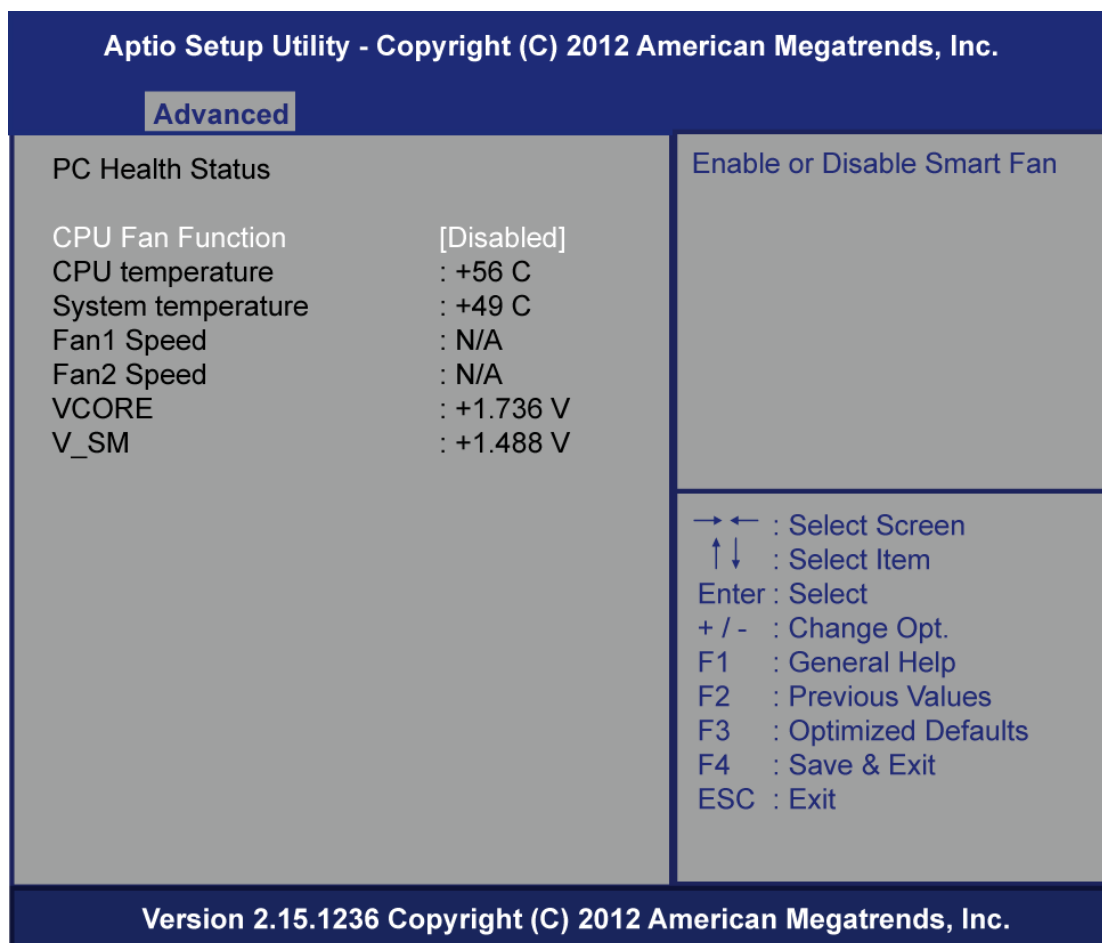 Aptio Setup Utility - Copyright (C) 2012 American Megatrends, Inc.
Advanced
PC Health Status
CPU Fan Function [Disabled]
CPU temperature : +56 C
System temperature : +49 C
Fan1 Speed : N/A
Fan2 Speed : N/A
VCORE : +1.736 V
V_SM : +1.488 V
Enable or Disable Smart Fan
→ ← : Select Screen
↑↓ : Select Item
Enter : Select
+ / - : Change Opt.
F1 : General Help
F2 : Previous Values
F3 : Optimized Defaults
F4 : Save & Exit
ESC : Exit
Version 2.15.1236 Copyright (C) 2012 American Megatrends, Inc.